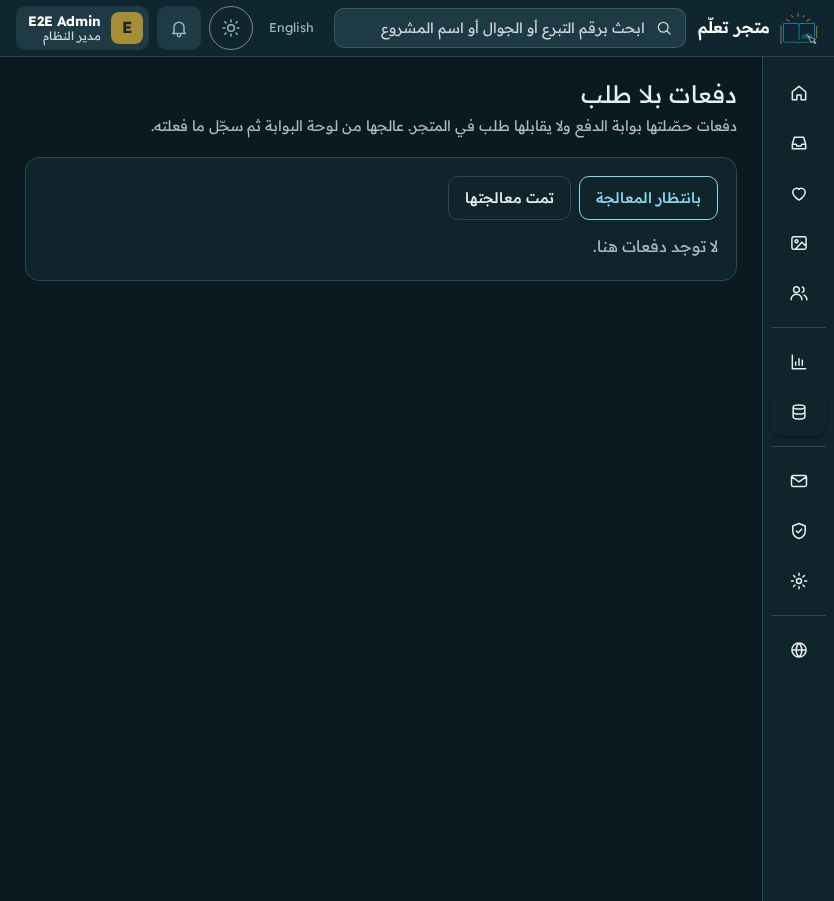 متجر تعلّم
ابحث برقم التبرع أو الجوال أو اسم المشروع
English
E
E2E Admin
مدير النظام
دفعات بلا طلب
دفعات حصّلتها بوابة الدفع ولا يقابلها طلب في المتجر. عالجها من لوحة البوابة ثم سجّل ما فعلته.
بانتظار المعالجة
تمت معالجتها
لا توجد دفعات هنا.